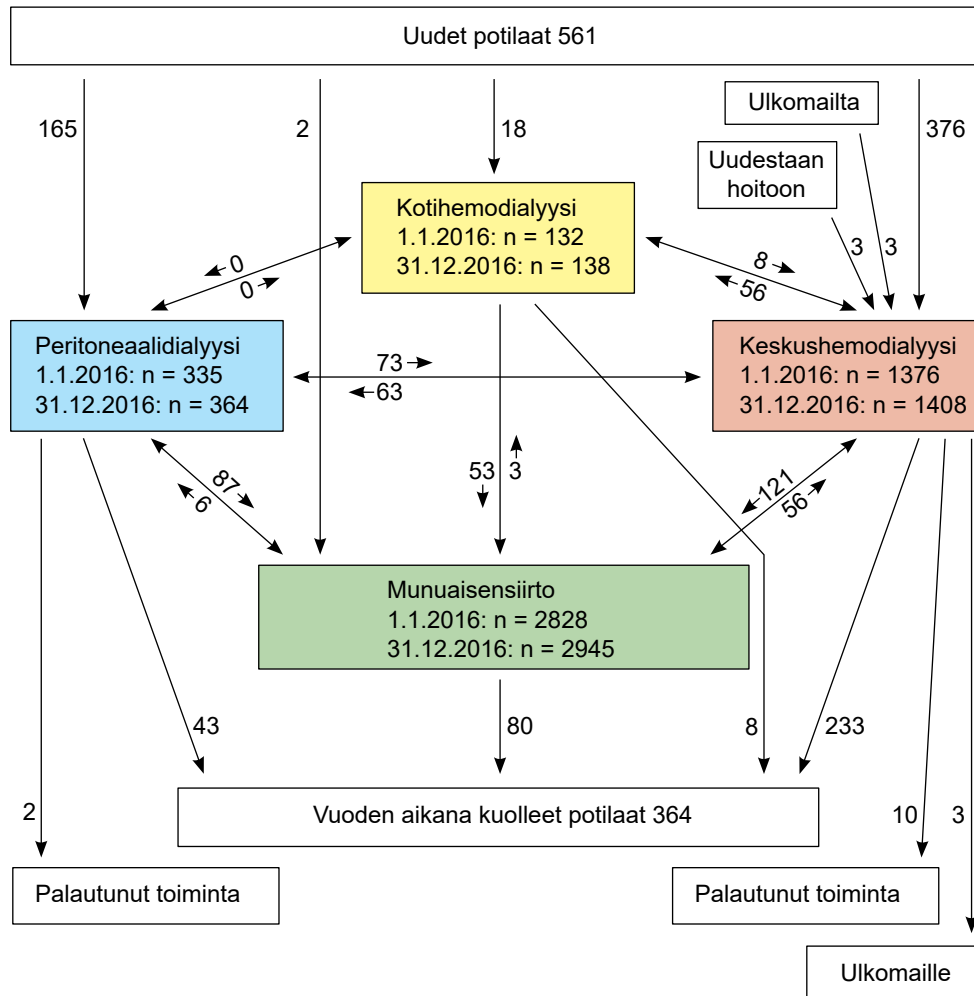 Uudet potilaat 561
165
2
18
Ulkomailta
376
Uudestaan
hoitoon
3
3
Kotihemodialyysi
1.1.2016: n = 132
31.12.2016: n = 138
0
0
8
56
Peritoneaalidialyysi
1.1.2016: n = 335
31.12.2016: n = 364
73
63
Keskushemodialyysi
1.1.2016: n = 1376
31.12.2016: n = 1408
87
6
53
3
121
56
Munuaisensiirto
1.1.2016: n = 2828
31.12.2016: n = 2945
43
80
8
233
2
Vuoden aikana kuolleet potilaat 364
10
3
Palautunut toiminta
Palautunut toiminta
Ulkomaille